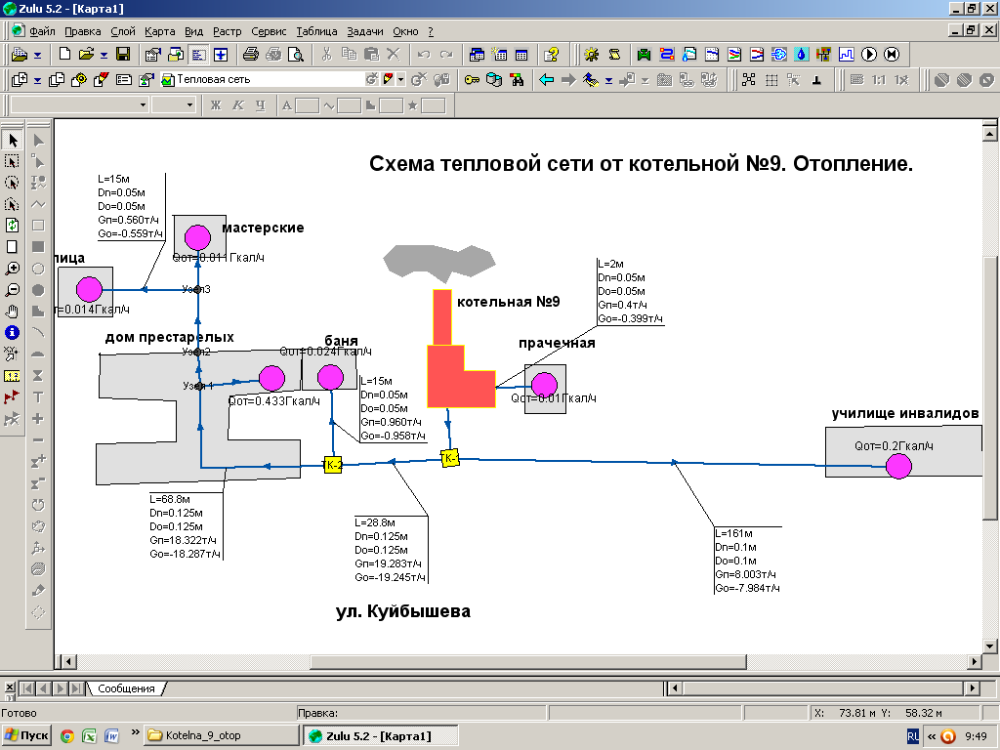 Zulu 5.2 - [Карта1]
Файл Правка Слой Карта Вид Растр Сервис Таблица Задачи Окно ?
Тепловая сеть
1:1
Ж К Ч
А
Схема тепловой сети от котельной №9. Отопление.
L=15м
Dп=0.05м
Dо=0.05м
Gп=0.560т/ч
Gо=-0.559т/ч
мастерские
Qот=0.011Гкал/ч
лица
Узел3
т=0.014Гкал/ч
L=2м
Dп=0.05м
Dо=0.05м
Gп=0.4т/ч
Gо=-0.399т/ч
котельная №9
дом престарелых
баня
прачечная
Узел2
Qот=0.024Гкал/ч
Узел1
Qот=0.433Гкал/ч
L=15м
Dп=0.05м
Dо=0.05м
Gп=0.960т/ч
Gо=-0.958т/ч
Qот=0.01Гкал/ч
училище инвалидов
Qот=0.2Гкал/ч
ТК-2
ТК-1
L=68.8м
Dп=0.125м
Dо=0.125м
Gп=18.322т/ч
Gо=-18.287т/ч
L=28.8м
Dп=0.125м
Dо=0.125м
Gп=19.283т/ч
Gо=-19.245т/ч
L=161м
Dп=0.1м
Dо=0.1м
Gп=8.003т/ч
Gо=-7.984т/ч
ул. Куйбышева
Сообщения
Готово Правка: X: 73.81 м Y: 58.32 м
Пуск » Kotelna_9_otop Zulu 5.2 - [Карта1] RU « 9:49